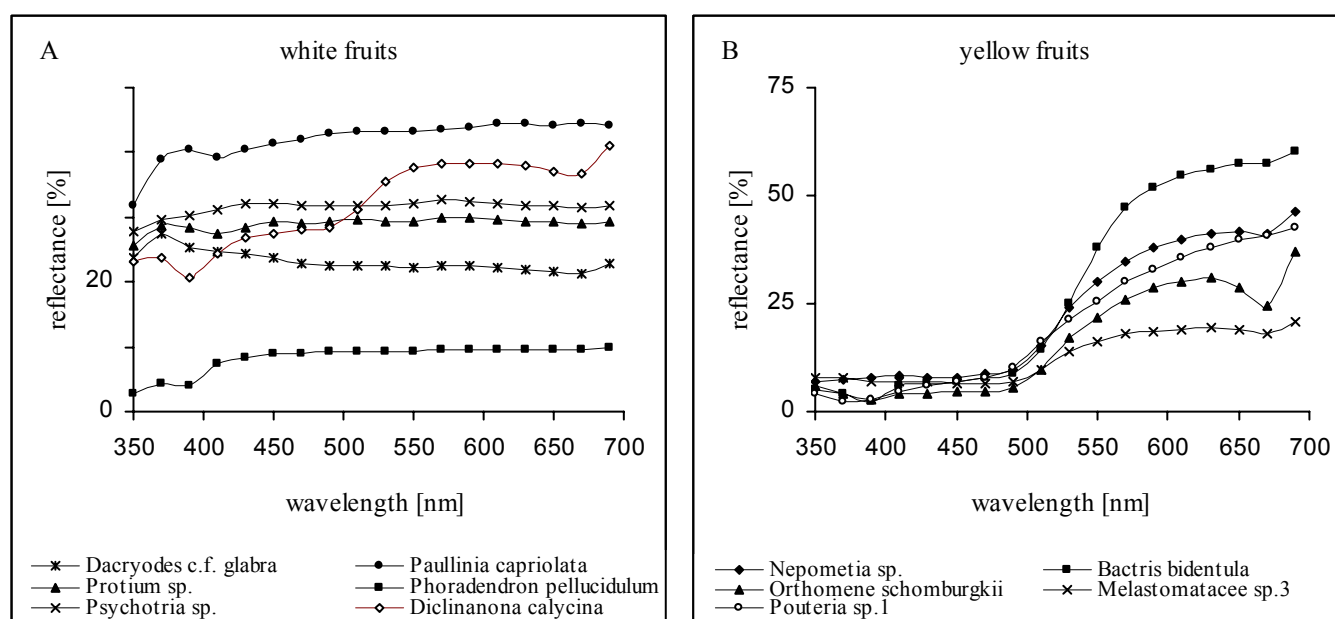 A
white fruits
reflectance [%]
20
0
350 400 450 500 550 600 650 700
wavelength [nm]
Dacryodes c.f. glabra
Paullinia capriolata
Protium sp.
Phoradendron pellucidulum
Psychotria sp.
Diclinanona calycina
B
yellow fruits
reflectance [%]
75
50
25
0
350 400 450 500 550 600 650 700
wavelength [nm]
Nepometia sp.
Bactris bidentula
Orthomene schomburgkii
Melastomatacee sp.3
Pouteria sp.1